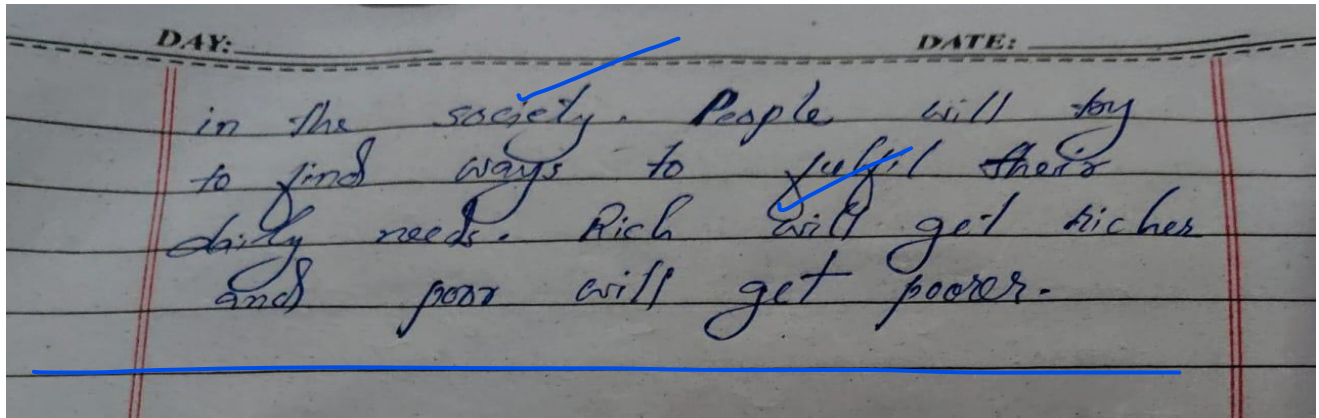 DAY: DATE:
in the society. People will try
to find ways to fulfil their
daily needs. Rich will get richer
and poor will get poorer.